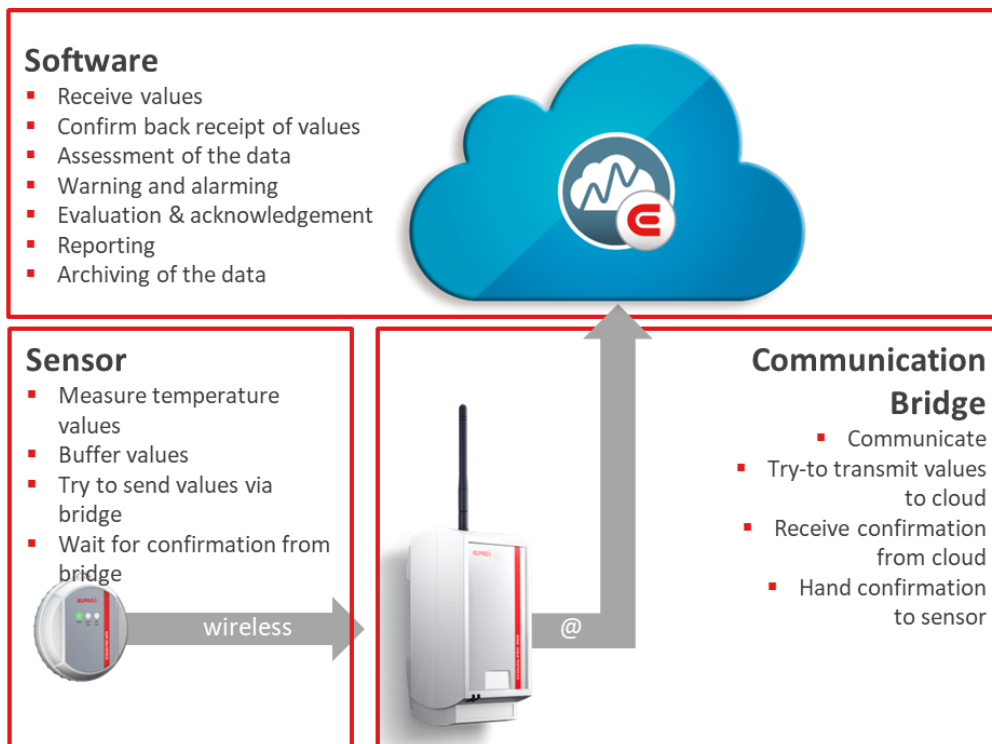 Software
Receive values
Confirm back receipt of values
Assessment of the data
Warning and alarming
Evaluation & acknowledgement
Reporting
Archiving of the data
Sensor
Measure temperature
values
Buffer values
Try to send values via
bridge
Wait for confirmation from
bridge
wireless
Communication
Bridge
Communicate
Try-to transmit values
to cloud
Receive confirmation
from cloud
Hand confirmation
to sensor
@
ELPRO
ELPRO